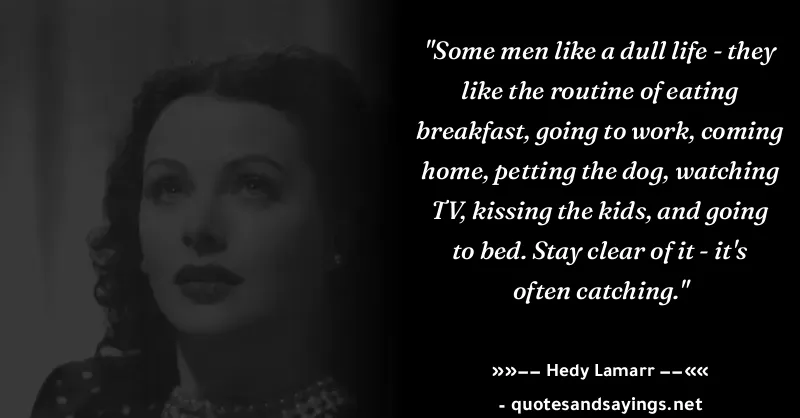 "Some men like a dull life - they
like the routine of eating
breakfast, going to work, coming
home, petting the dog, watching
TV, kissing the kids, and going
to bed. Stay clear of it - it's
often catching."
»»-- Hedy Lamarr --««
- quotesandsayings.net